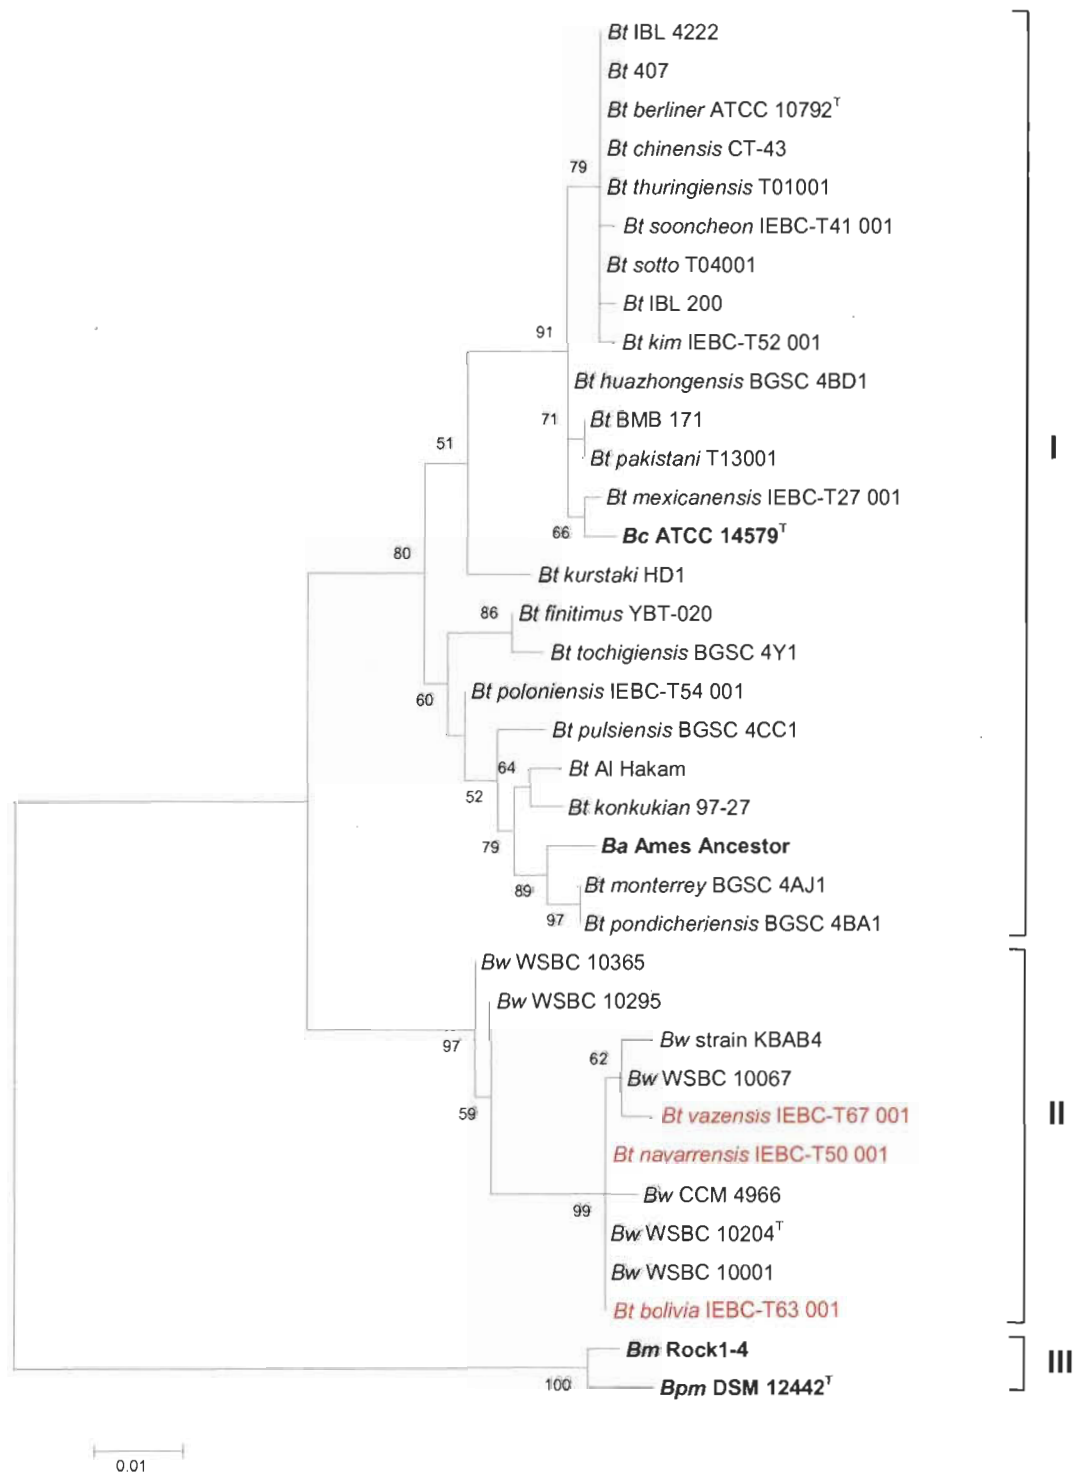 Bt IBL 4222
Bt 407
Bt berliner ATCC 10792T
Bt chinensis CT-43
79
Bt thuringiensis T01001
Bt sooncheon IEBC-T41 001
Bt sotto T04001
Bt IBL 200
91
Bt kim IEBC-T52 001
Bt huazhongensis BGSC 4BD1
71
Bt BMB 171
51
I
Bt pakistani T13001
Bt mexicanensis IEBC-T27 001
66
Bc ATCC 14579T
80
Bt kurstaki HD1
86
Bt finitimus YBT-020
Bt tochigiensis BGSC 4Y1
60
Bt poloniensis IEBC-T54 001
Bt pulsiensis BGSC 4CC1
64
Bt Al Hakam
52
Bt konkukian 97-27
79
Ba Ames Ancestor
89
Bt monterrey BGSC 4AJ1
97
Bt pondicheriensis BGSC 4BA1
Bw WSBC 10365
Bw WSBC 10295
97
Bw strain KBAB4
62
Bw WSBC 10067
59
Bt vazensis IEBC-T67 001
II
Bt navarrensis IEBC-T50 001
Bw CCM 4966
99
Bw WSBC 10204T
Bw WSBC 10001
Bt bolivia IEBC-T63 001
Bm Rock1-4
III
100
Bpm DSM 12442T
0.01